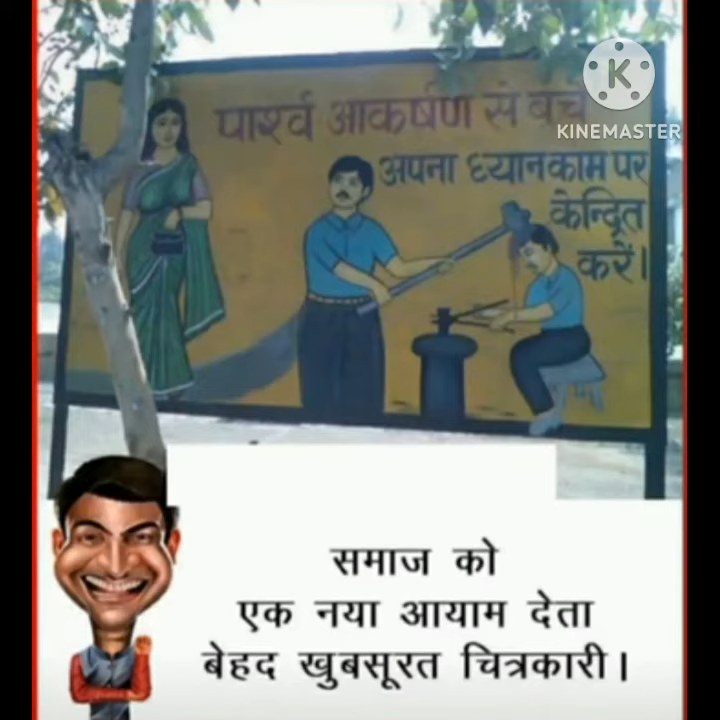 पार्श्व आकर्षण से बचें
KINEMASTER
अपना ध्यान काम पर
केन्द्रित
करें।
समाज को
एक नया आयाम देता
बेहद खुबसूरत चित्रकारी।